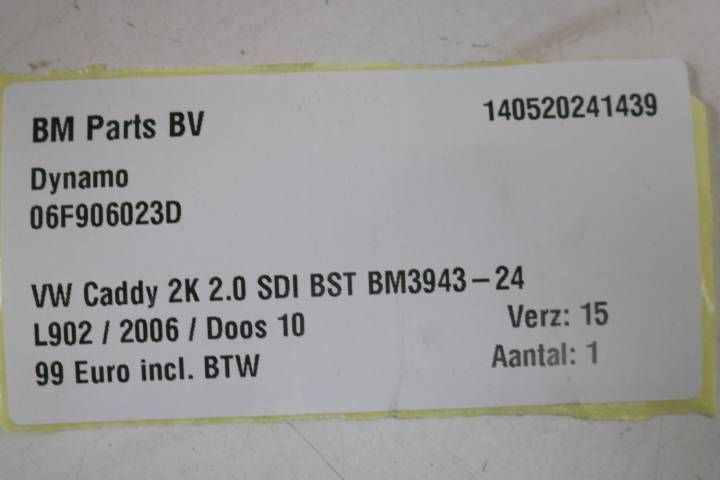 BM Parts BV 140520241439
Dynamo
06F906023D
VW Caddy 2K 2.0 SDI BST BM3943-24
L902 / 2006 / Doos 10 Verz: 15
99 Euro incl. BTW Aantal: 1